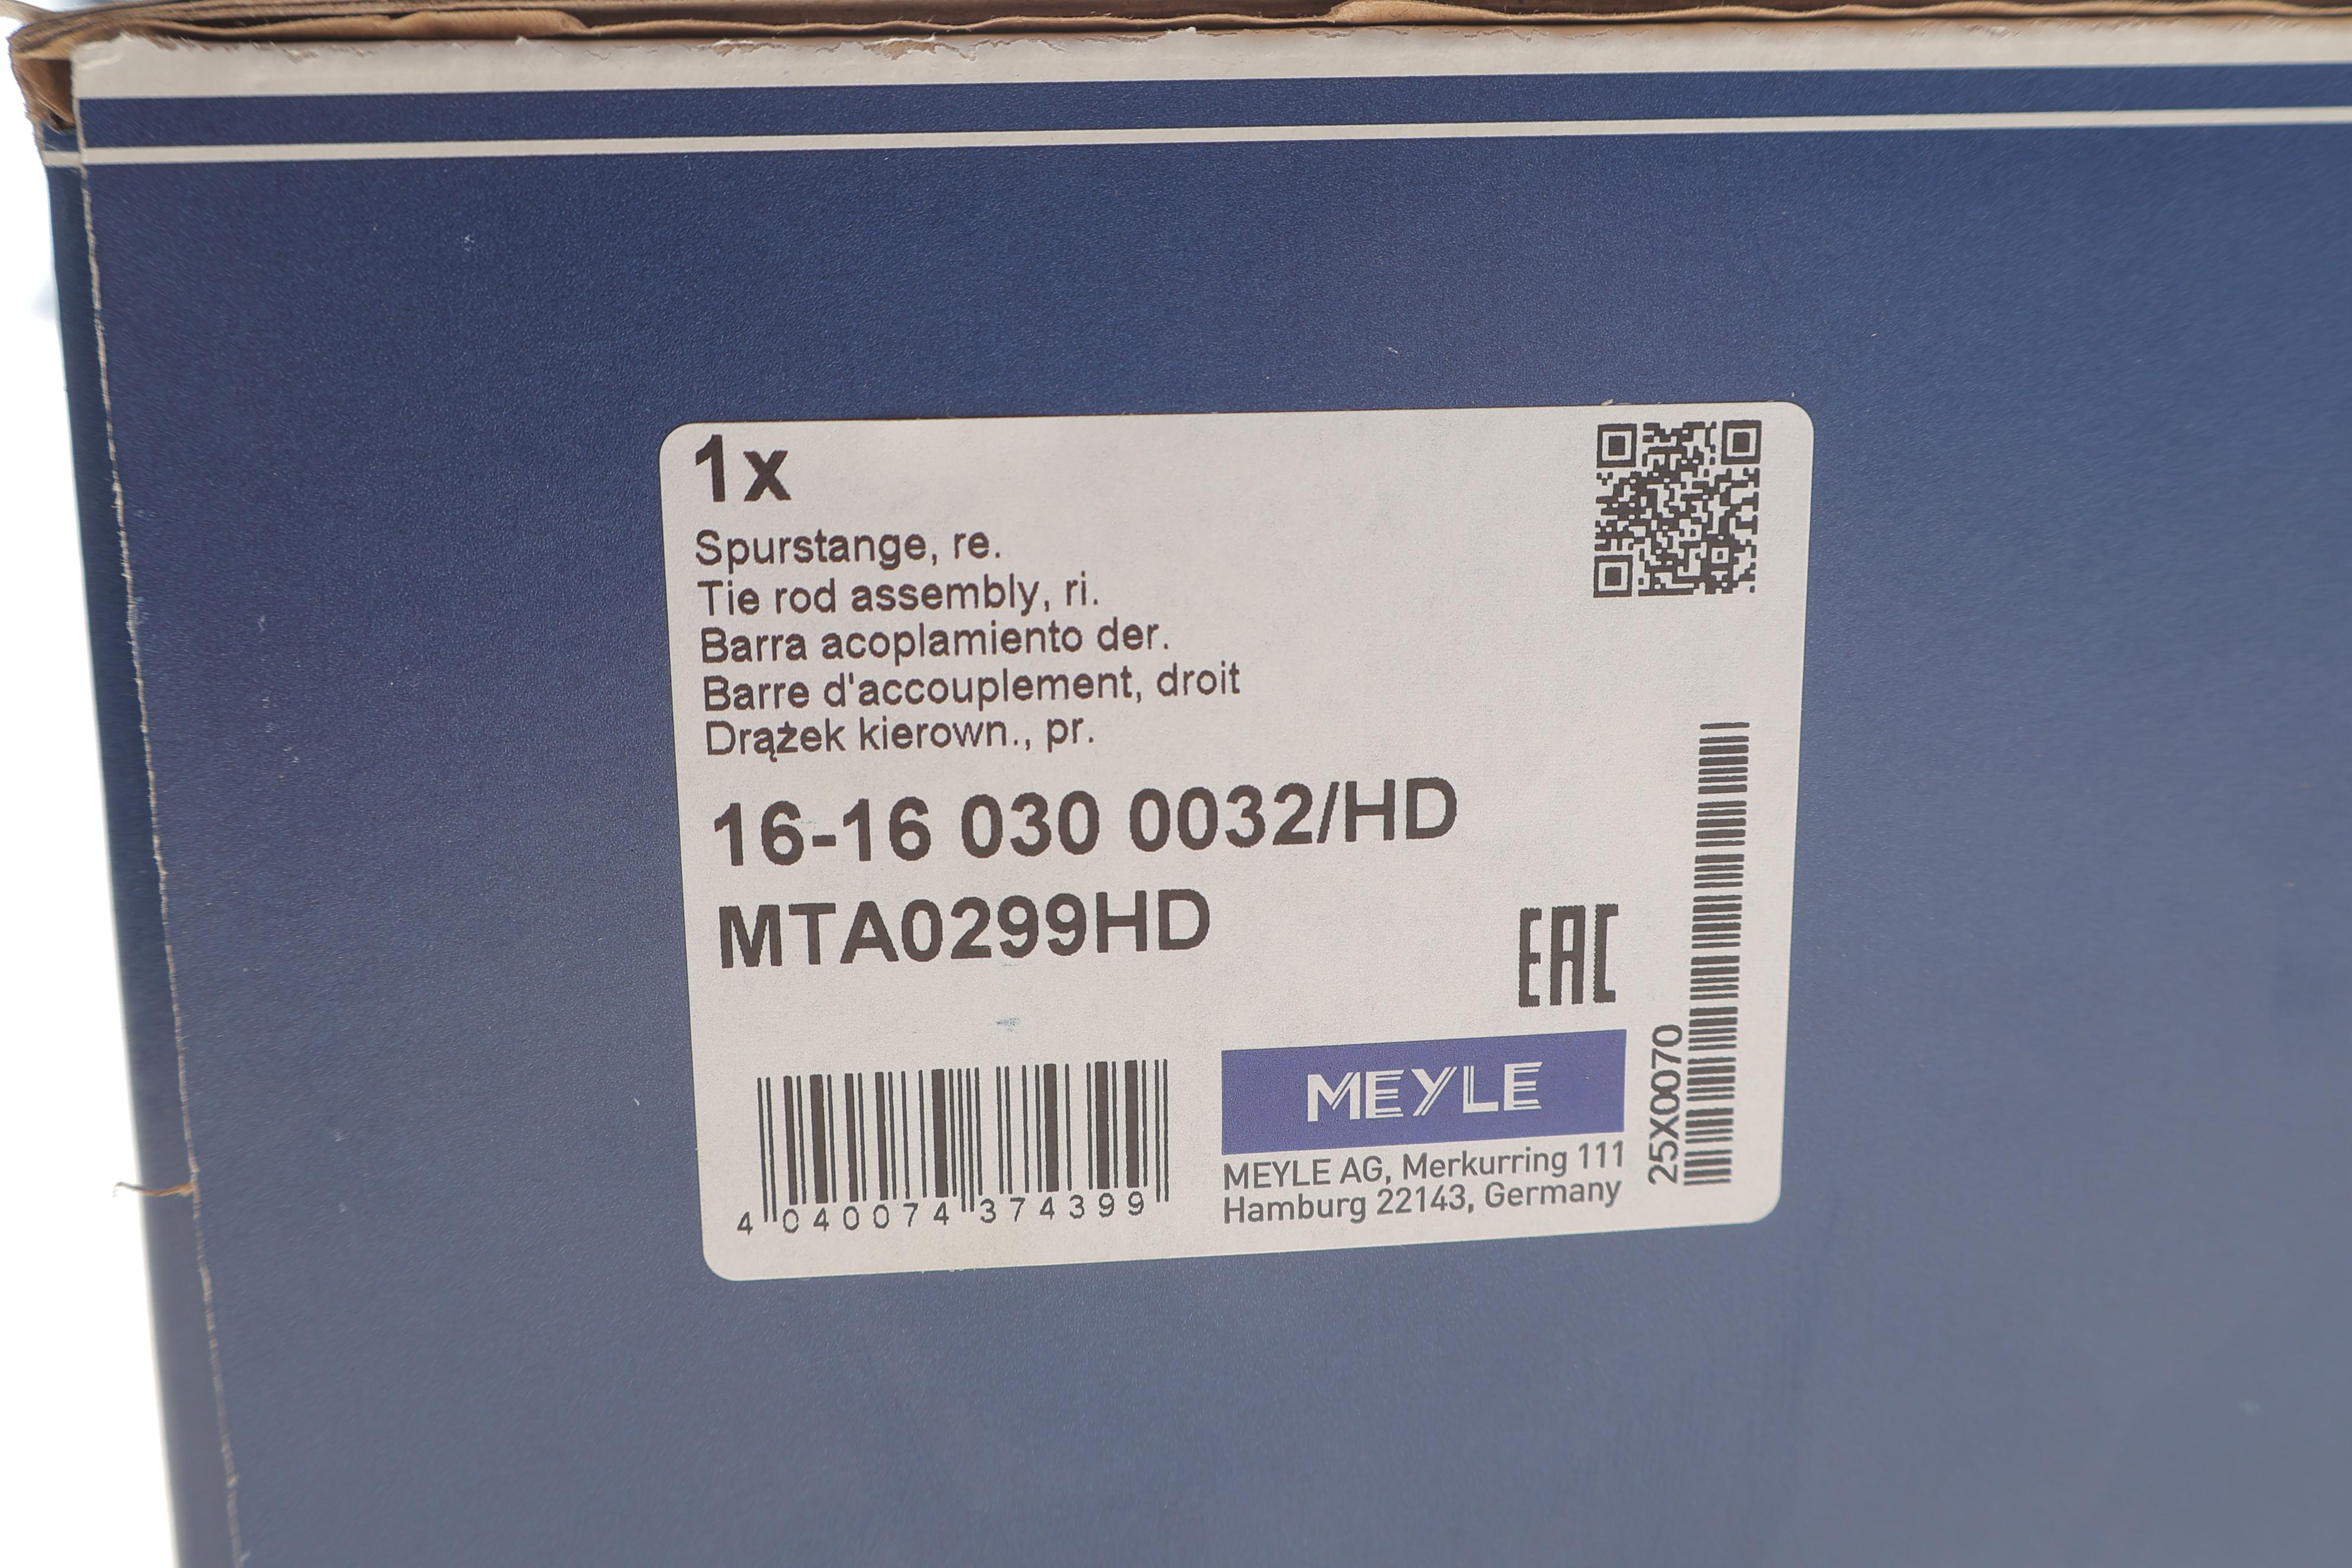 1x
Spurstange, re.
Tie rod assembly, ri.
Barra acoplamiento der.
Barre d'accouplement, droit
Drążek kierown., pr.
16-16 030 0032/HD
MTA0299HD
EAC
4 040074 374399
MEYLE
MEYLE AG, Merkurring 111
Hamburg 22143, Germany
25X0070